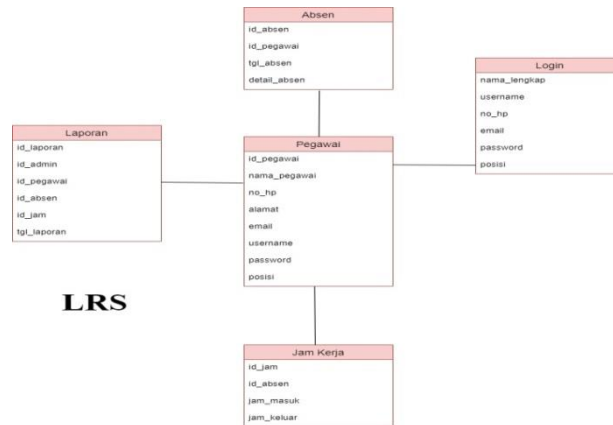 Absen
id_absen
id_pegawai
tgl_absen
detail_absen
Login
nama_lengkap
username
no_hp
email
password
posisi
Laporan
id_laporan
id_admin
id_pegawai
id_absen
id_jam
tgl_laporan
Pegawai
id_pegawai
nama_pegawai
no_hp
alamat
email
username
password
posisi
LRS
Jam Kerja
id_jam
id_absen
jam_masuk
jam_keluar